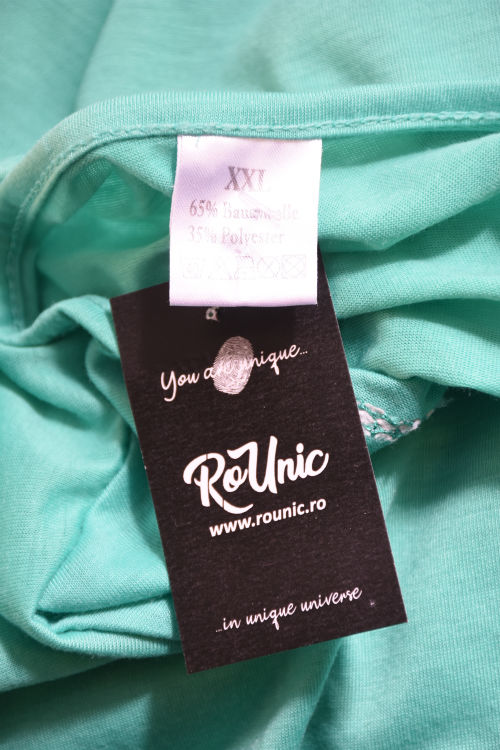 XXL
65% Baumwolle
35% Polyester
You are unique...
RoUnic
www.rounic.ro
...in unique universe